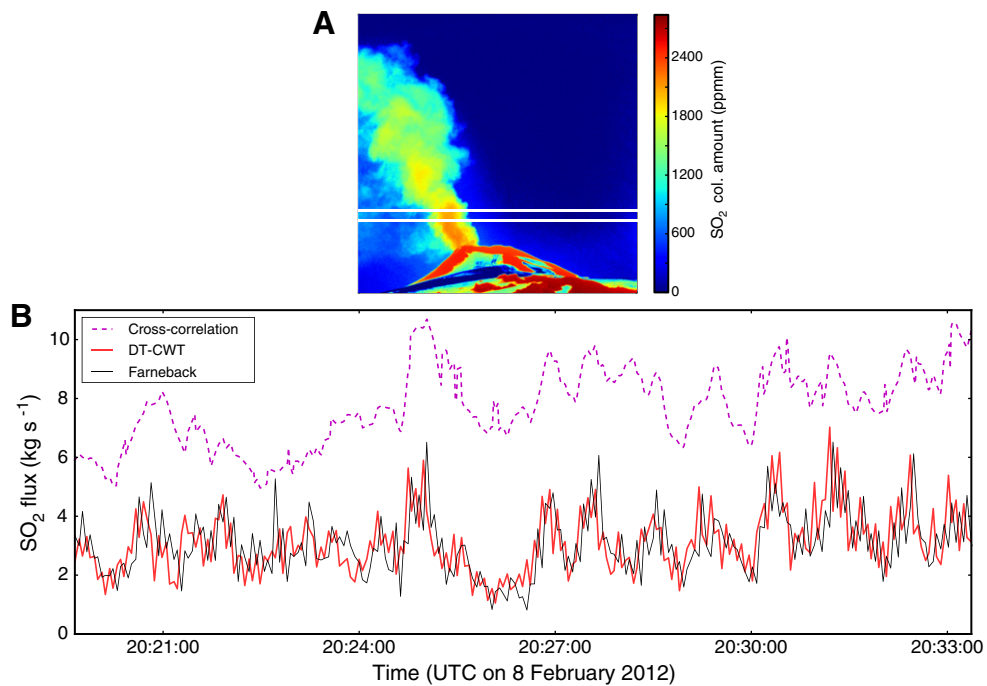 A
2400
1800
1200
600
0
SO2 col. amount (ppmm)
B
Cross-correlation
DT-CWT
Farneback
10
8
6
4
2
0
SO2 flux (kg s-1)
20:21:00
20:24:00
20:27:00
20:30:00
20:33:00
Time (UTC on 8 February 2012)